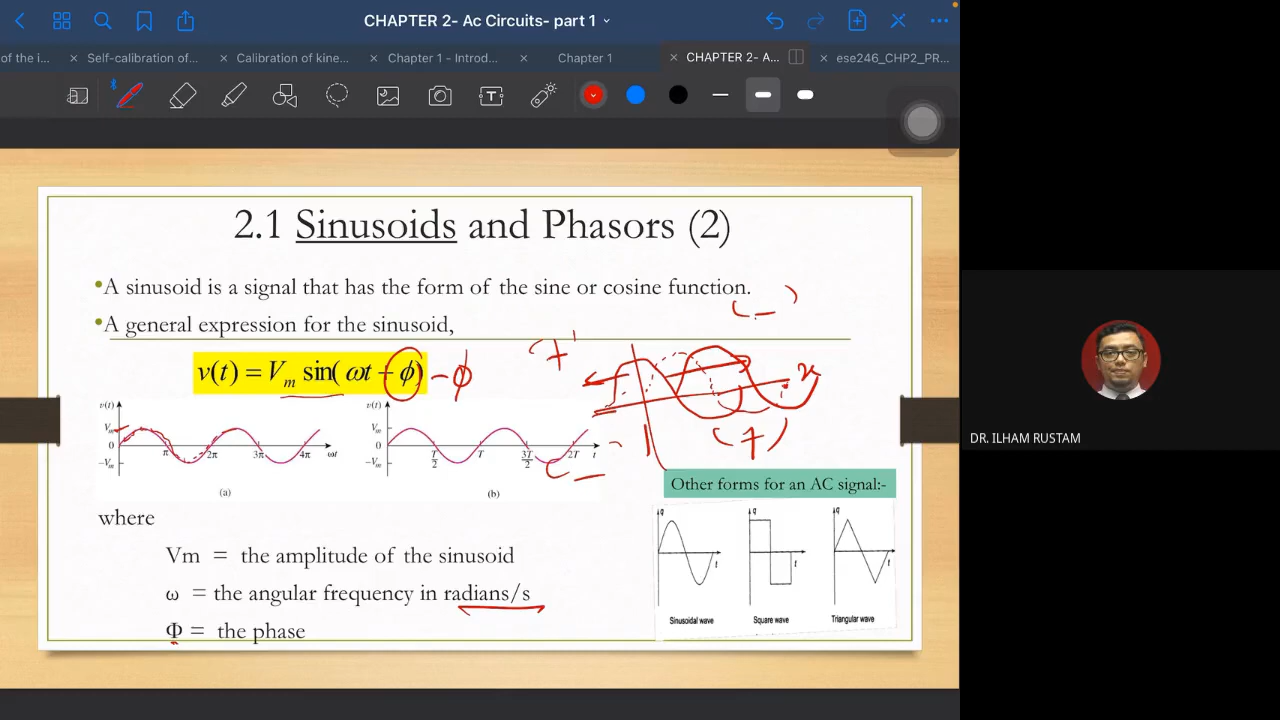 CHAPTER 2- Ac Circuits- part 1
of the i...
Self-calibration of...
Calibration of kine...
Chapter 1 - Introd...
Chapter 1
CHAPTER 2- A...
ese246_CHP2_PR...
T
2.1 Sinusoids and Phasors (2)
•A sinusoid is a signal that has the form of the sine or cosine function.
•A general expression for the sinusoid,
v(t) = Vm sin( ωt + ϕ) - ϕ
v(t)
Vm
0
-Vm
π
2π
3π
4π
ωt
(a)
v(t)
Vm
0
-Vm
T/2
T
3T/2
2T
t
(b)
(-)
(+)
where
Vm = the amplitude of the sinusoid
ω = the angular frequency in radians/s
Φ = the phase
Other forms for an AC signal:-
q
t
Sinusoidal wave
q
t
Square wave
q
t
Triangular wave
DR. ILHAM RUSTAM